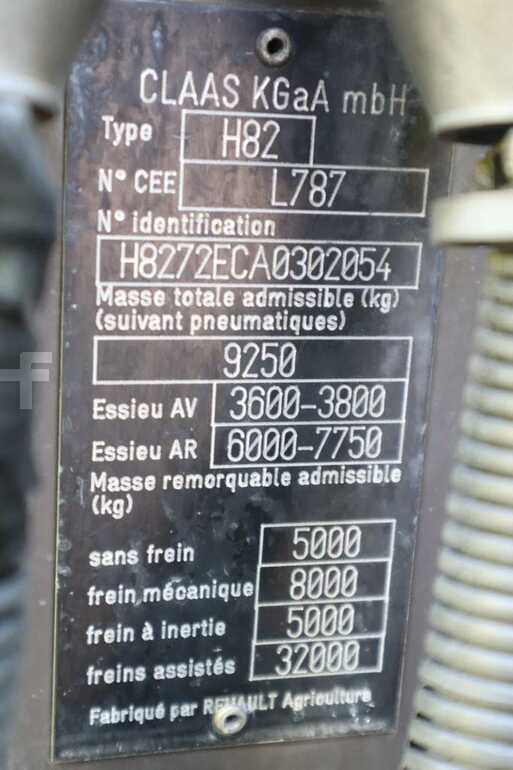 CLAAS KGaA mbH
Type H82
N° CEE L787
N° identification
H8272ECA0302054
Masse totale admissible (kg)
(suivant pneumatiques)
9250
Essieu AV 3600-3800
Essieu AR 6000-7750
Masse remorquable admissible
(kg)
sans frein 5000
frein mécanique 8000
frein à inertie 5000
freins assistés 32000
Fabriqué par RENAULT Agriculture